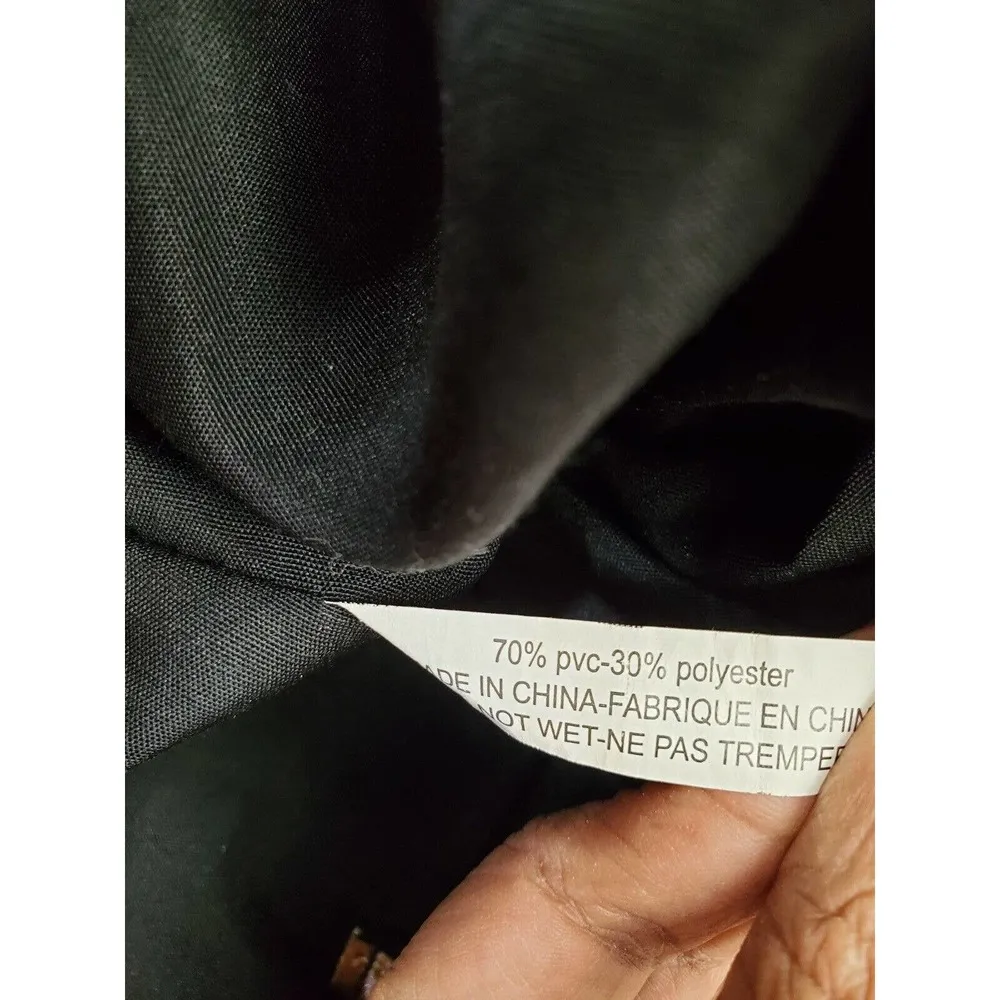 70% pvc-30% polyester
ADE IN CHINA-FABRIQUE EN CHIN
NOT WET-NE PAS TREMPER